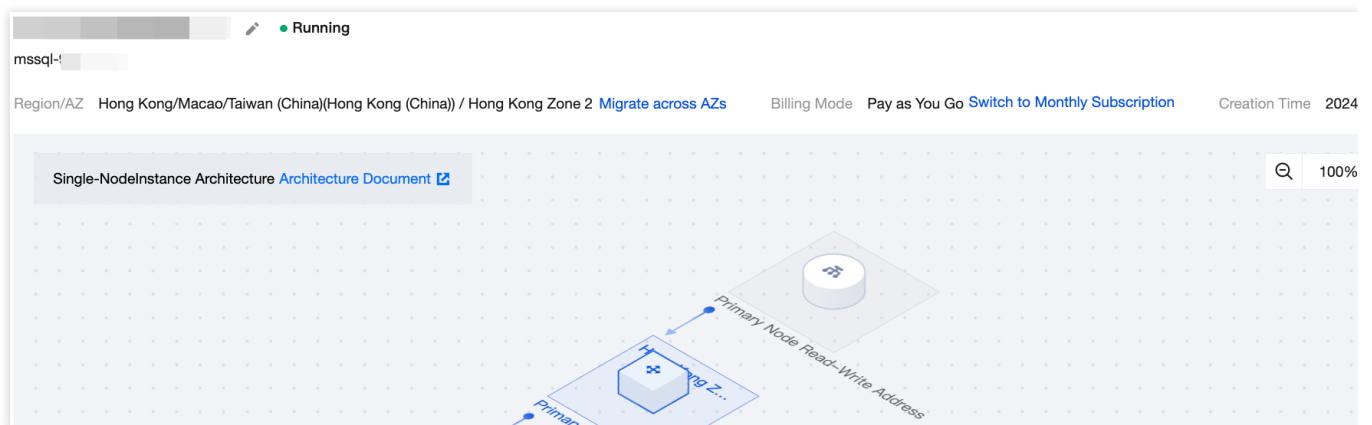 Running
mssql-
Region/AZ Hong Kong/Macao/Taiwan (China)(Hong Kong (China)) / Hong Kong Zone 2 Migrate across AZs Billing Mode Pay as You Go Switch to Monthly Subscription Creation Time 2024
Single-NodeInstance Architecture Architecture Document
100%
Primary Node Read-Write Address
Z...
Primary